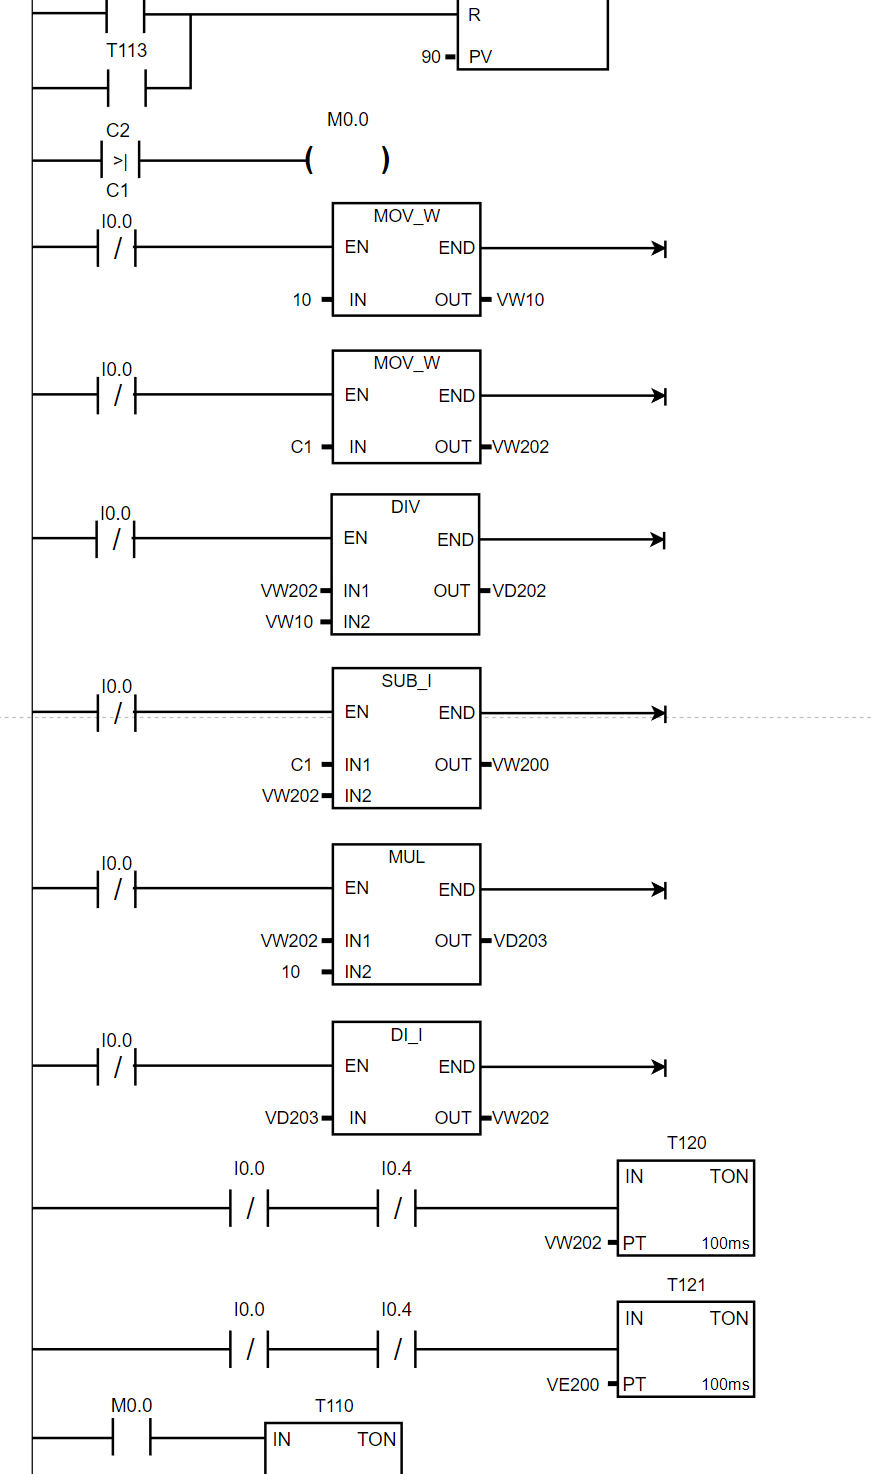 R
T113
90 PV
C2
M0.0
>| ( )
C1
I0.0
MOV_W
/ EN END
10 IN OUT VW10
I0.0
MOV_W
/ EN END
C1 IN OUT VW202
I0.0
DIV
/ EN END
VW202 IN1 OUT VD202
VW10 IN2
I0.0
SUB_I
/ EN END
C1 IN1 OUT VW200
VW202 IN2
I0.0
MUL
/ EN END
VW202 IN1 OUT VD203
10 IN2
I0.0
DI_I
/ EN END
VD203 IN OUT VW202
T120
I0.0 I0.4
IN TON
/ /
VW202 PT 100ms
T121
I0.0 I0.4
IN TON
/ /
VE200 PT 100ms
M0.0 T110
IN TON